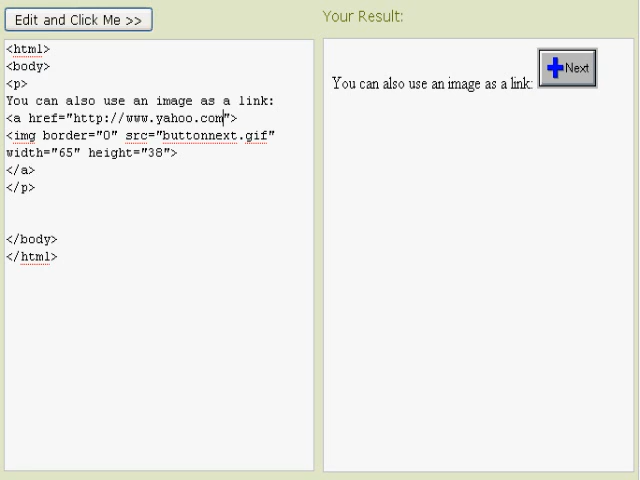 Edit and Click Me >>
Your Result:
<html>
<body>
<p>
You can also use an image as a link:
<a href="http://www.yahoo.com">
<img border="0" src="buttonnext.gif"
width="65" height="38">
</a>
</p>
</body>
</html>
You can also use an image as a link: Next